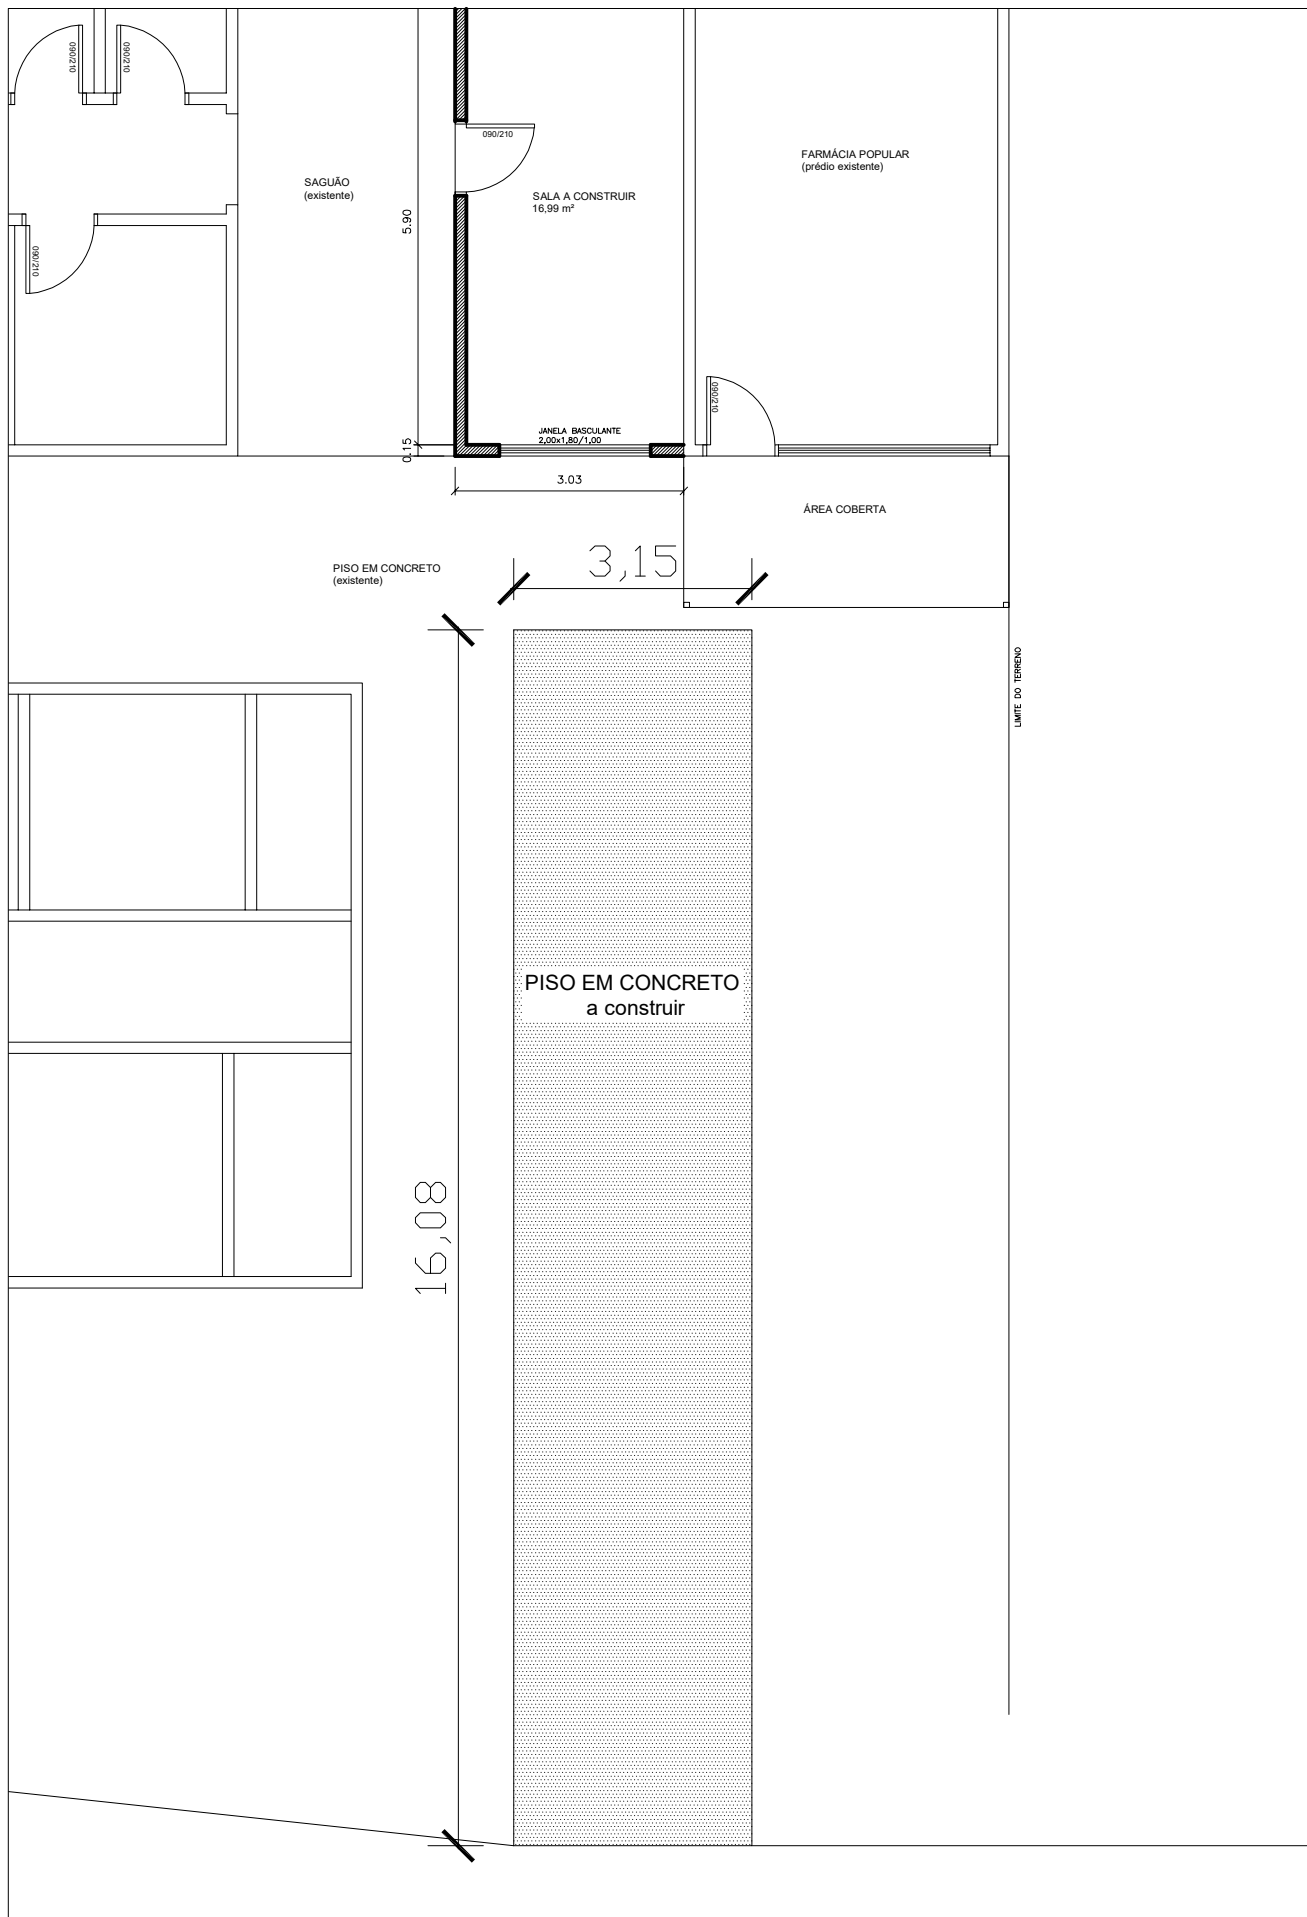 090/210
090/210
090/210
SAGUÃO
(existente)
5.90
090/210
SALA A CONSTRUIR
16,99 m²
FARMÁCIA POPULAR
(prédio existente)
090/210
JANELA BASCULANTE
2,00x1,80/1,00
0.15
3.03
ÁREA COBERTA
PISO EM CONCRETO
(existente)
3,15
LIMITE DO TERRENO
PISO EM CONCRETO
a construir
16,08